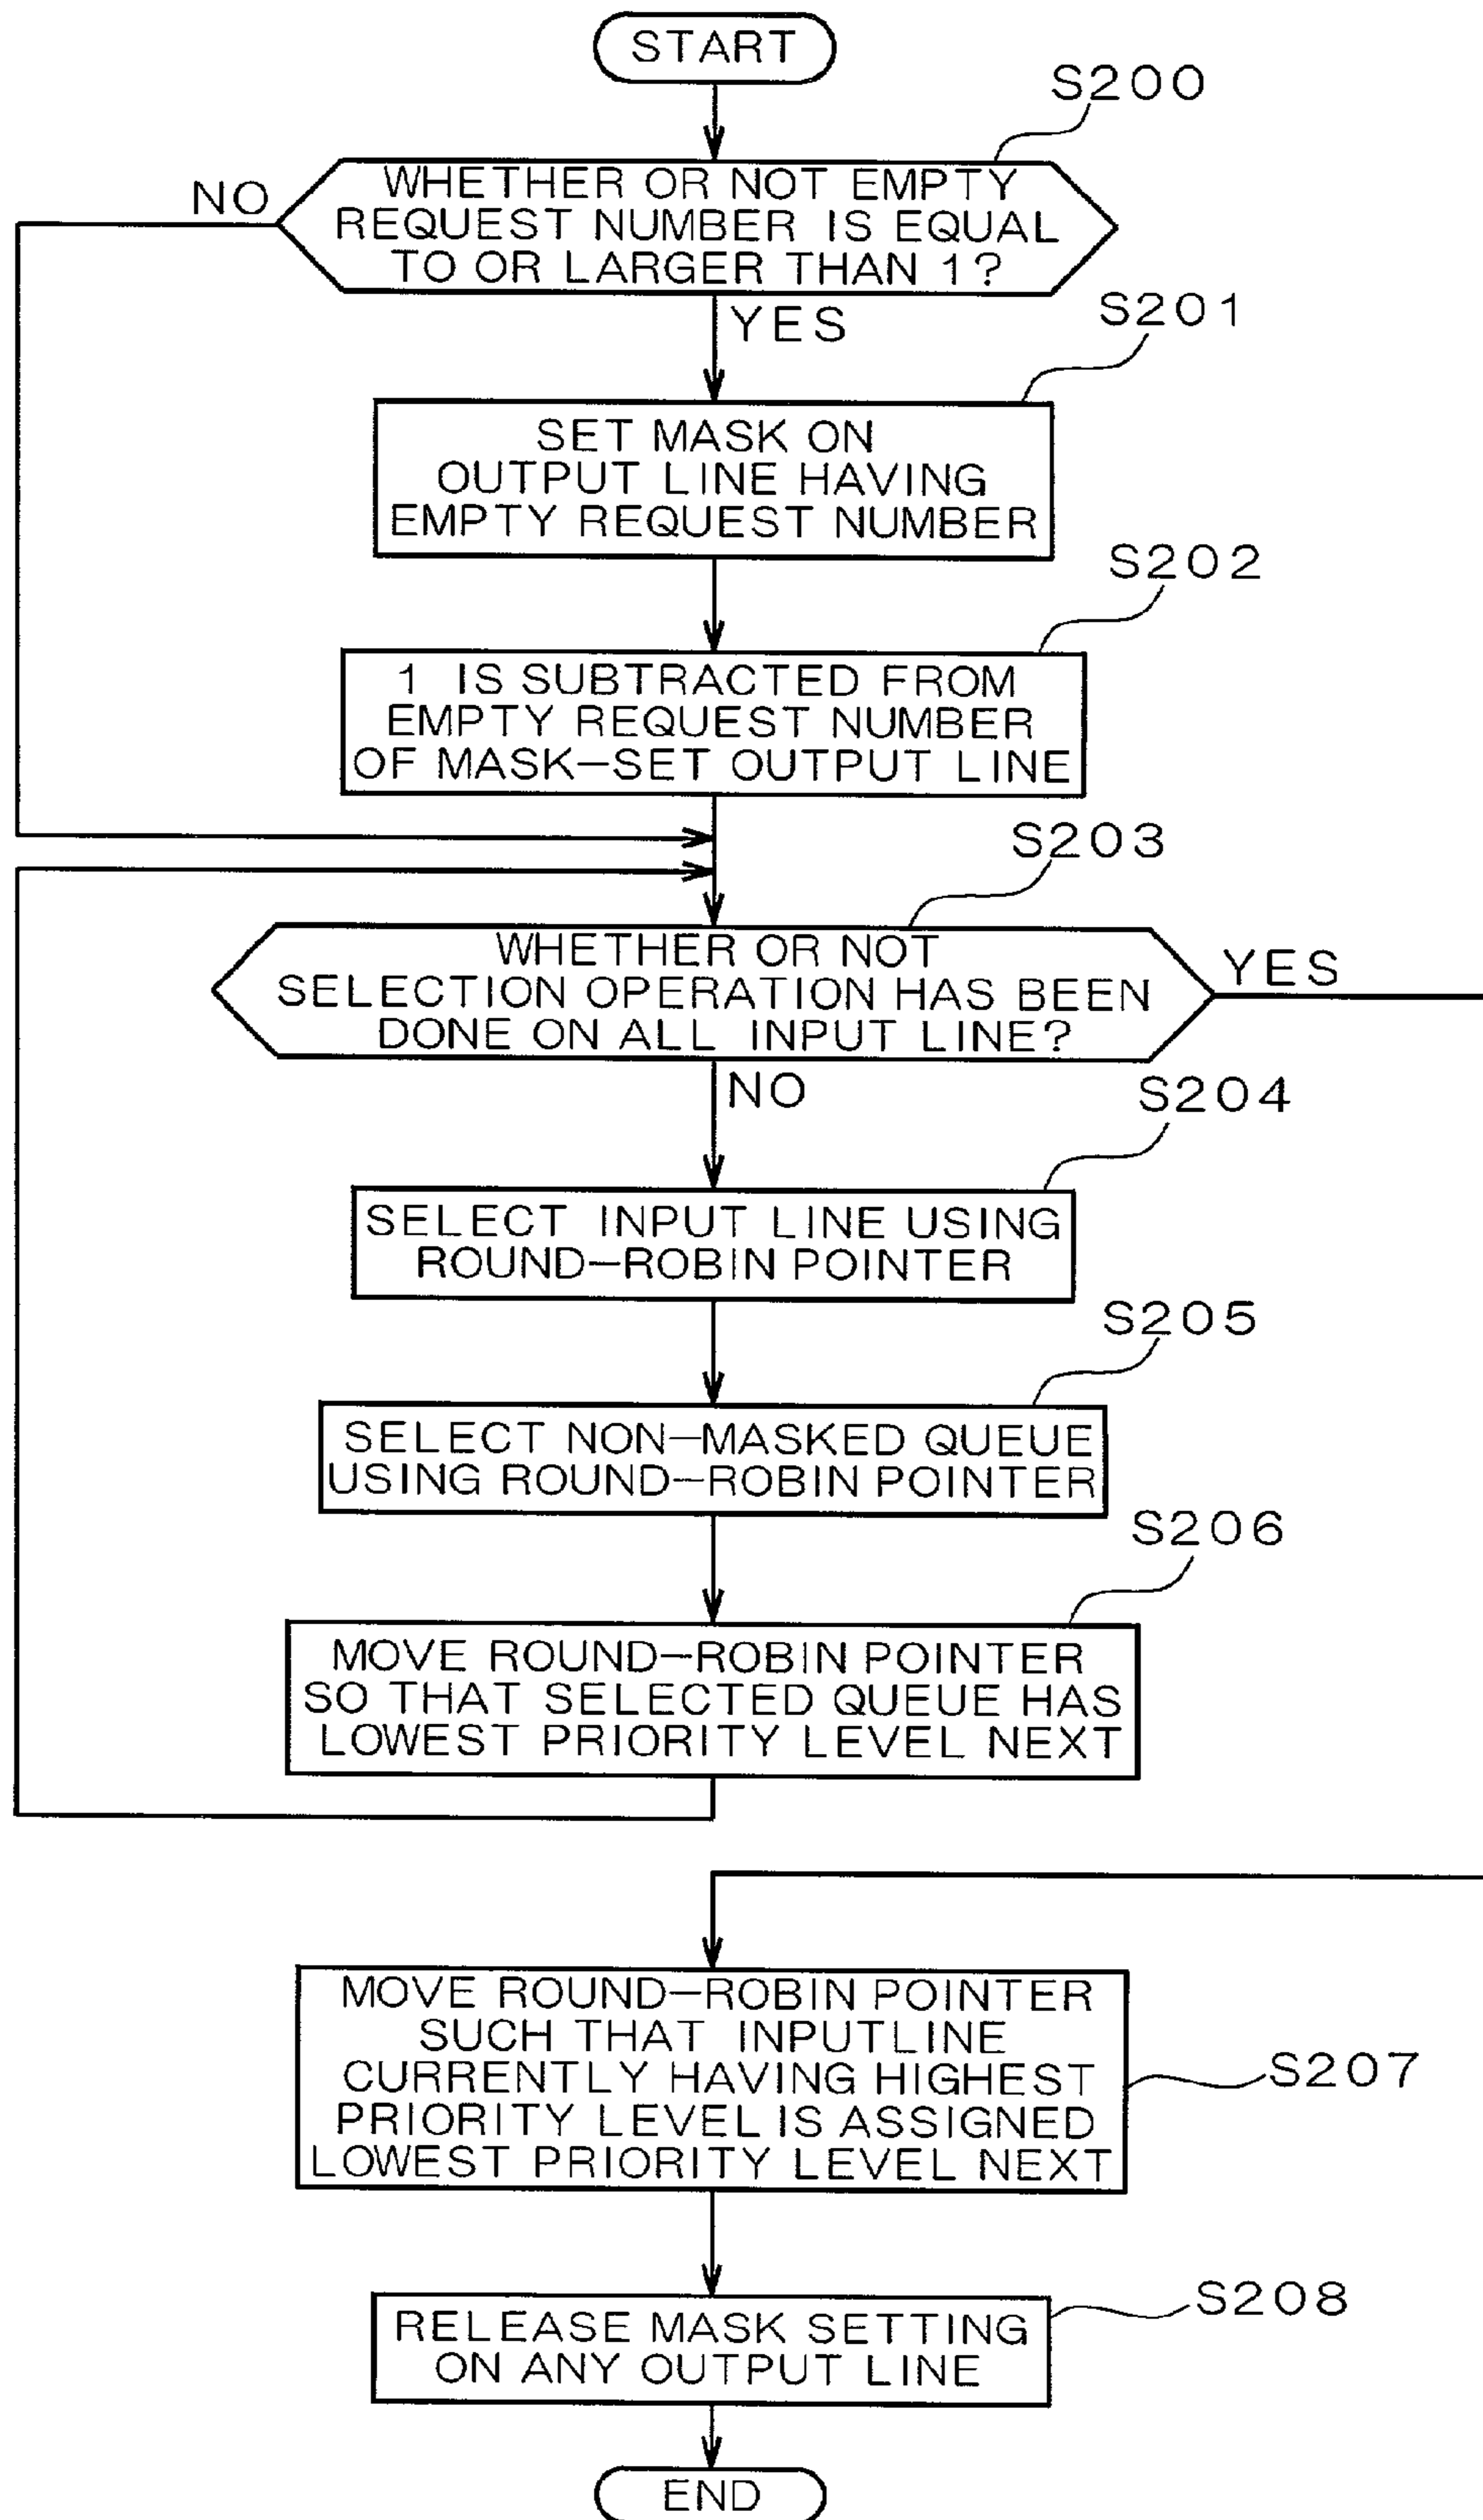 START
S200
NO
WHETHER OR NOT EMPTY
REQUEST NUMBER IS EQUAL
TO OR LARGER THAN 1?
YES
S201
SET MASK ON
OUTPUT LINE HAVING
EMPTY REQUEST NUMBER
S202
1 IS SUBTRACTED FROM
EMPTY REQUEST NUMBER
OF MASK-SET OUTPUT LINE
S203
WHETHER OR NOT
SELECTION OPERATION HAS BEEN
DONE ON ALL INPUT LINE?
YES
NO
S204
SELECT INPUT LINE USING
ROUND-ROBIN POINTER
S205
SELECT NON-MASKED QUEUE
USING ROUND-ROBIN POINTER
S206
MOVE ROUND-ROBIN POINTER
SO THAT SELECTED QUEUE HAS
LOWEST PRIORITY LEVEL NEXT
MOVE ROUND-ROBIN POINTER
SUCH THAT INPUTLINE
CURRENTLY HAVING HIGHEST
PRIORITY LEVEL IS ASSIGNED
LOWEST PRIORITY LEVEL NEXT
S207
S208
RELEASE MASK SETTING
ON ANY OUTPUT LINE
END